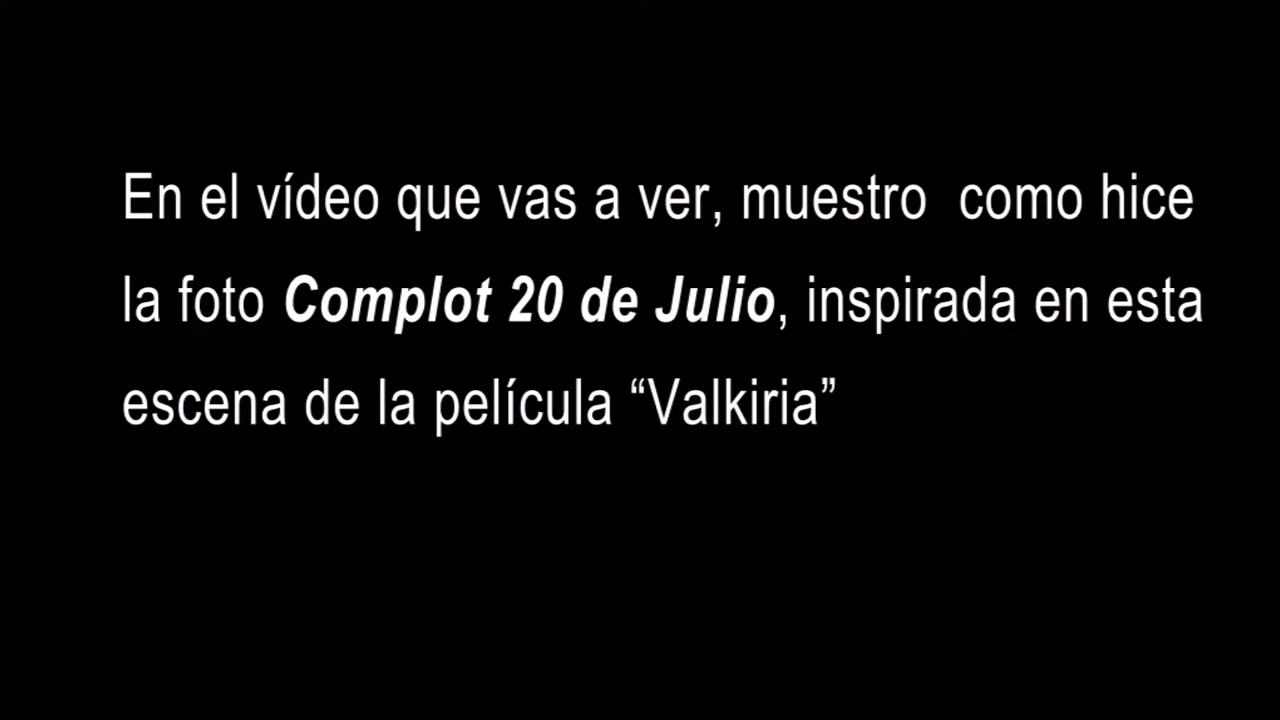 En el vídeo que vas a ver, muestro  como hice
la foto Complot 20 de Julio, inspirada en esta
escena de la película “Valkiria”